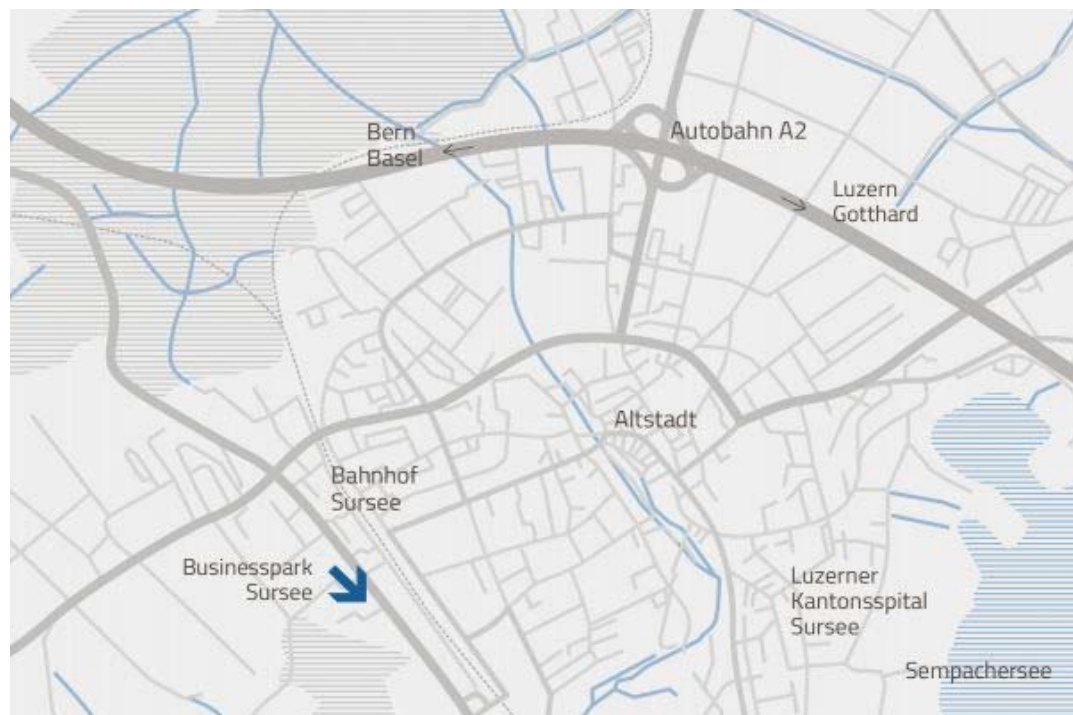 Bern
Basel
Autobahn A2
Luzern
Gotthard
Altstadt
Bahnhof
Sursee
Businesspark
Sursee
Luzerner
Kantonsspital
Sursee
Sempachersee